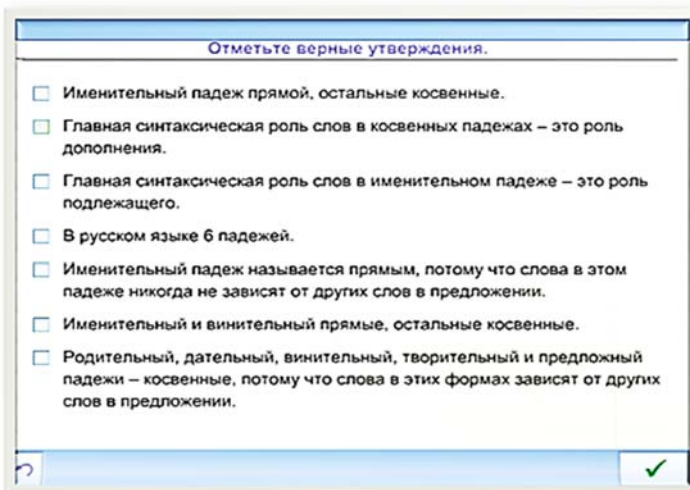 Отметьте верные утверждения.
Именительный падеж прямой, остальные косвенные.
Главная синтаксическая роль слов в косвенных падежах – это роль
дополнения.
Главная синтаксическая роль слов в именительном падеже – это роль
подлежащего.
В русском языке 6 падежей.
Именительный падеж называется прямым, потому что слова в этом
падеже никогда не зависят от других слов в предложении.
Именительный и винительный прямые, остальные косвенные.
Родительный, дательный, винительный, творительный и предложный
падежи – косвенные, потому что слова в этих формах зависят от других
слов в предложении.